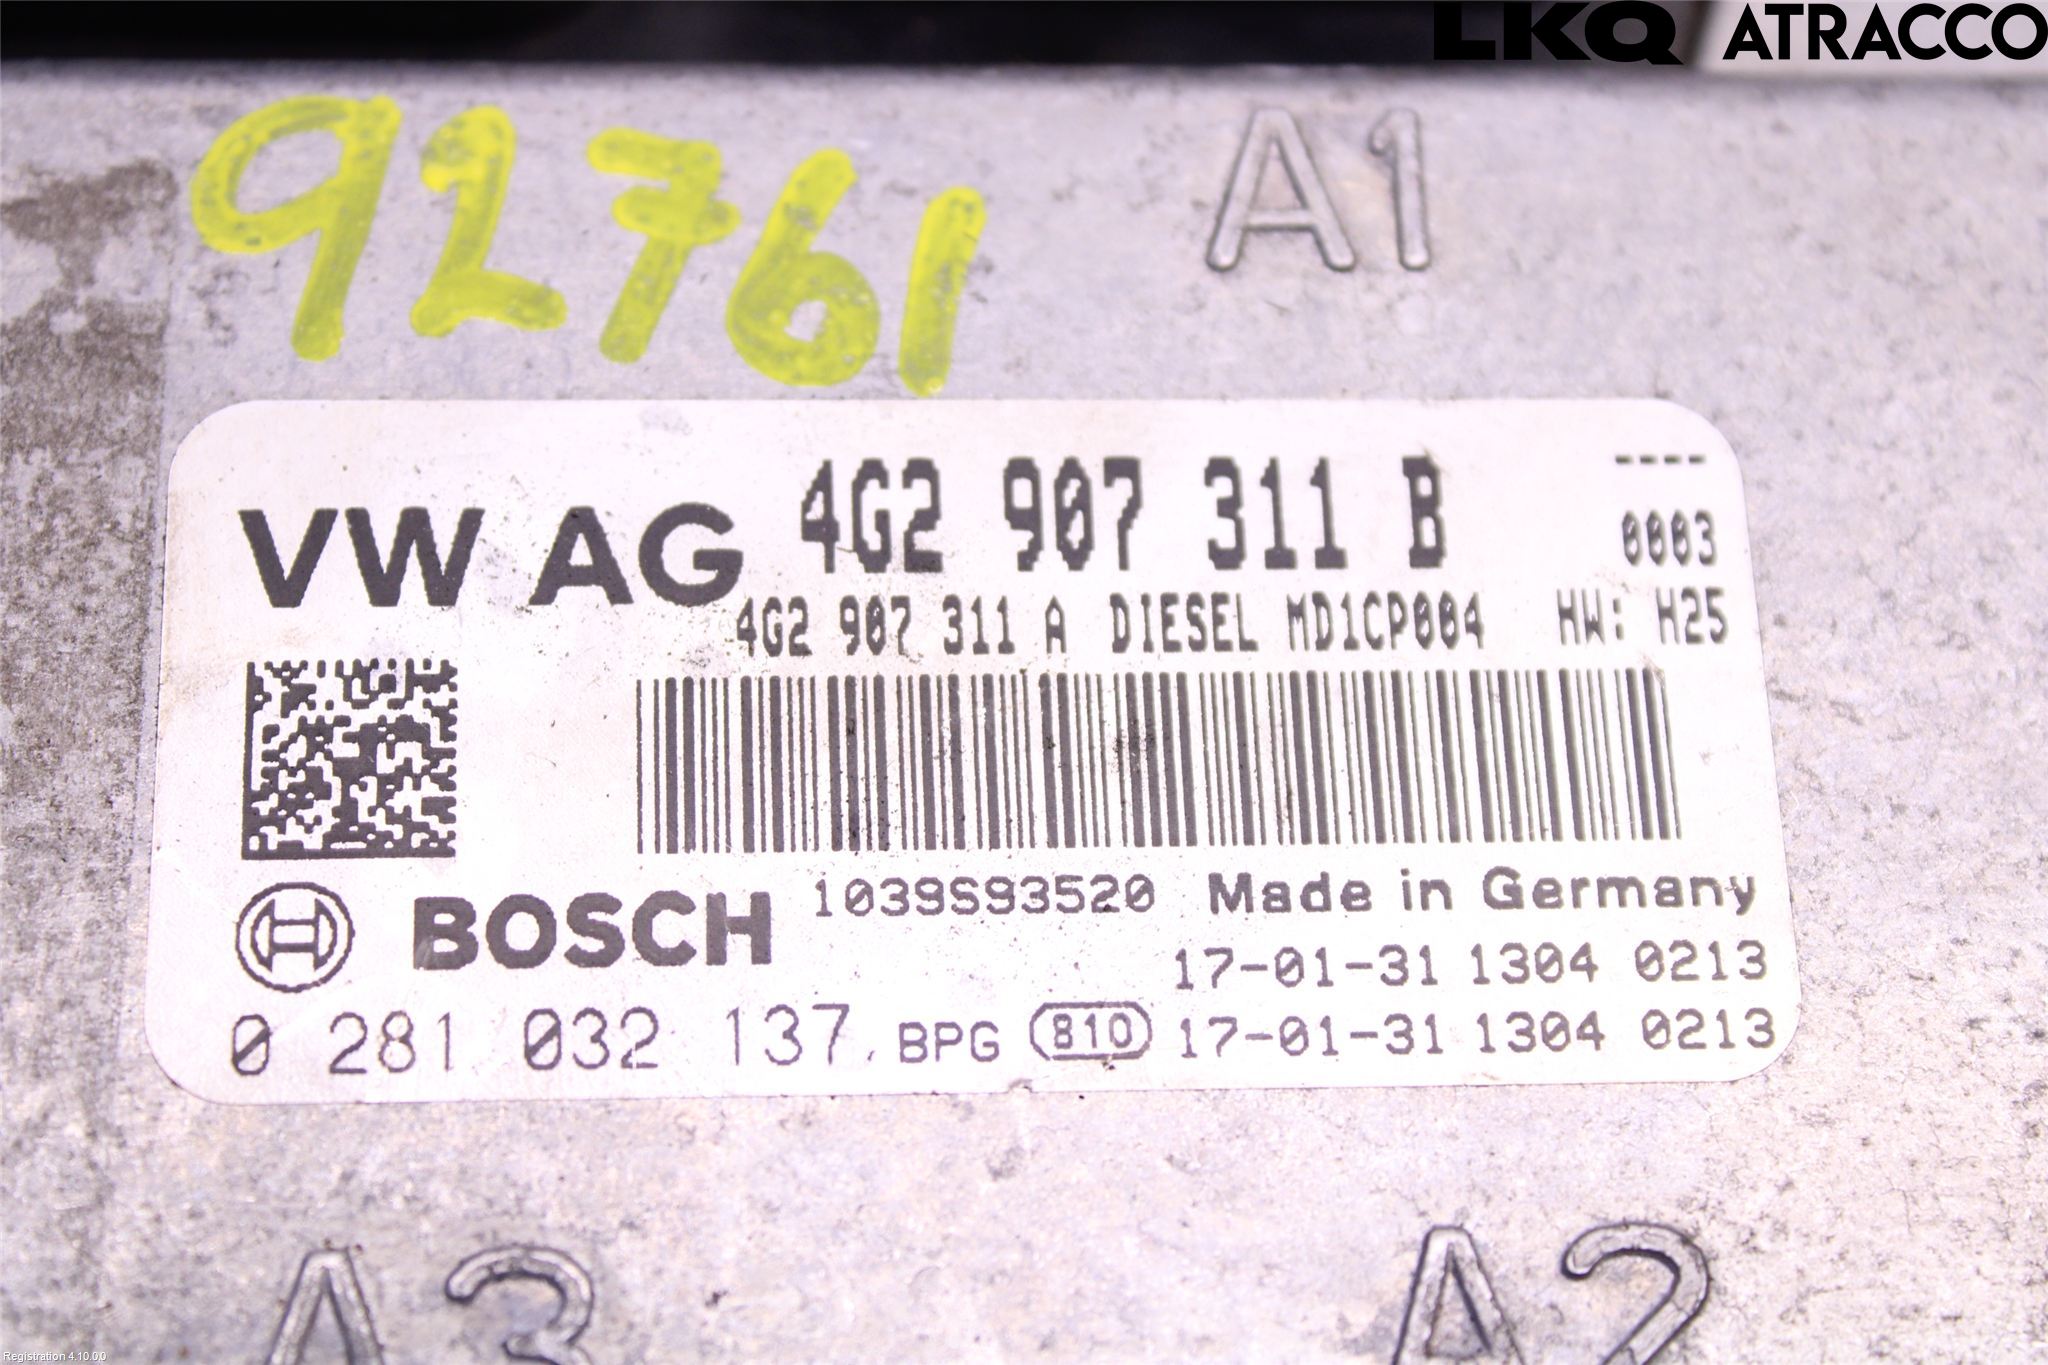 LKQ ATRACCO
92761
A1
VW AG 4G2 907 311 B ----
0003
4G2 907 311 A DIESEL MD1CP004 HW: H25
BOSCH 1039S93520 Made in Germany
17-01-31 1304 0213
0 281 032 137 BPG 810 17-01-31 1304 0213
A3 A2
Registration 4.10.0.0